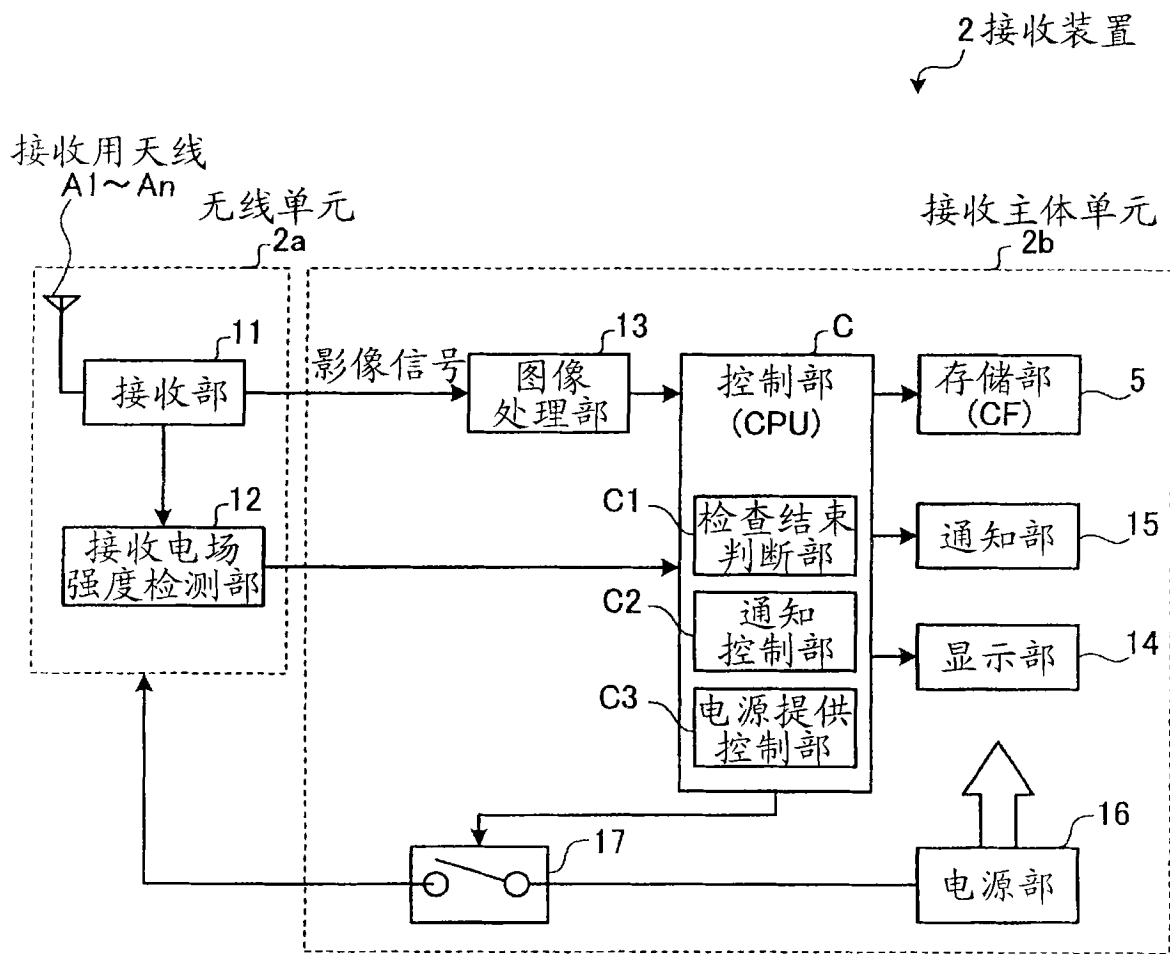 2接收装置
接收用天线
A1～An
无线单元
2a
接收主体单元
2b
11
接收部
影像信号
13
图像
处理部
C
控制部
(CPU)
存储部
(CF)
5
12
接收电场
强度检测部
C1
检查结束
判断部
通知部
15
C2
通知
控制部
显示部
14
C3
电源提供
控制部
17
16
电源部